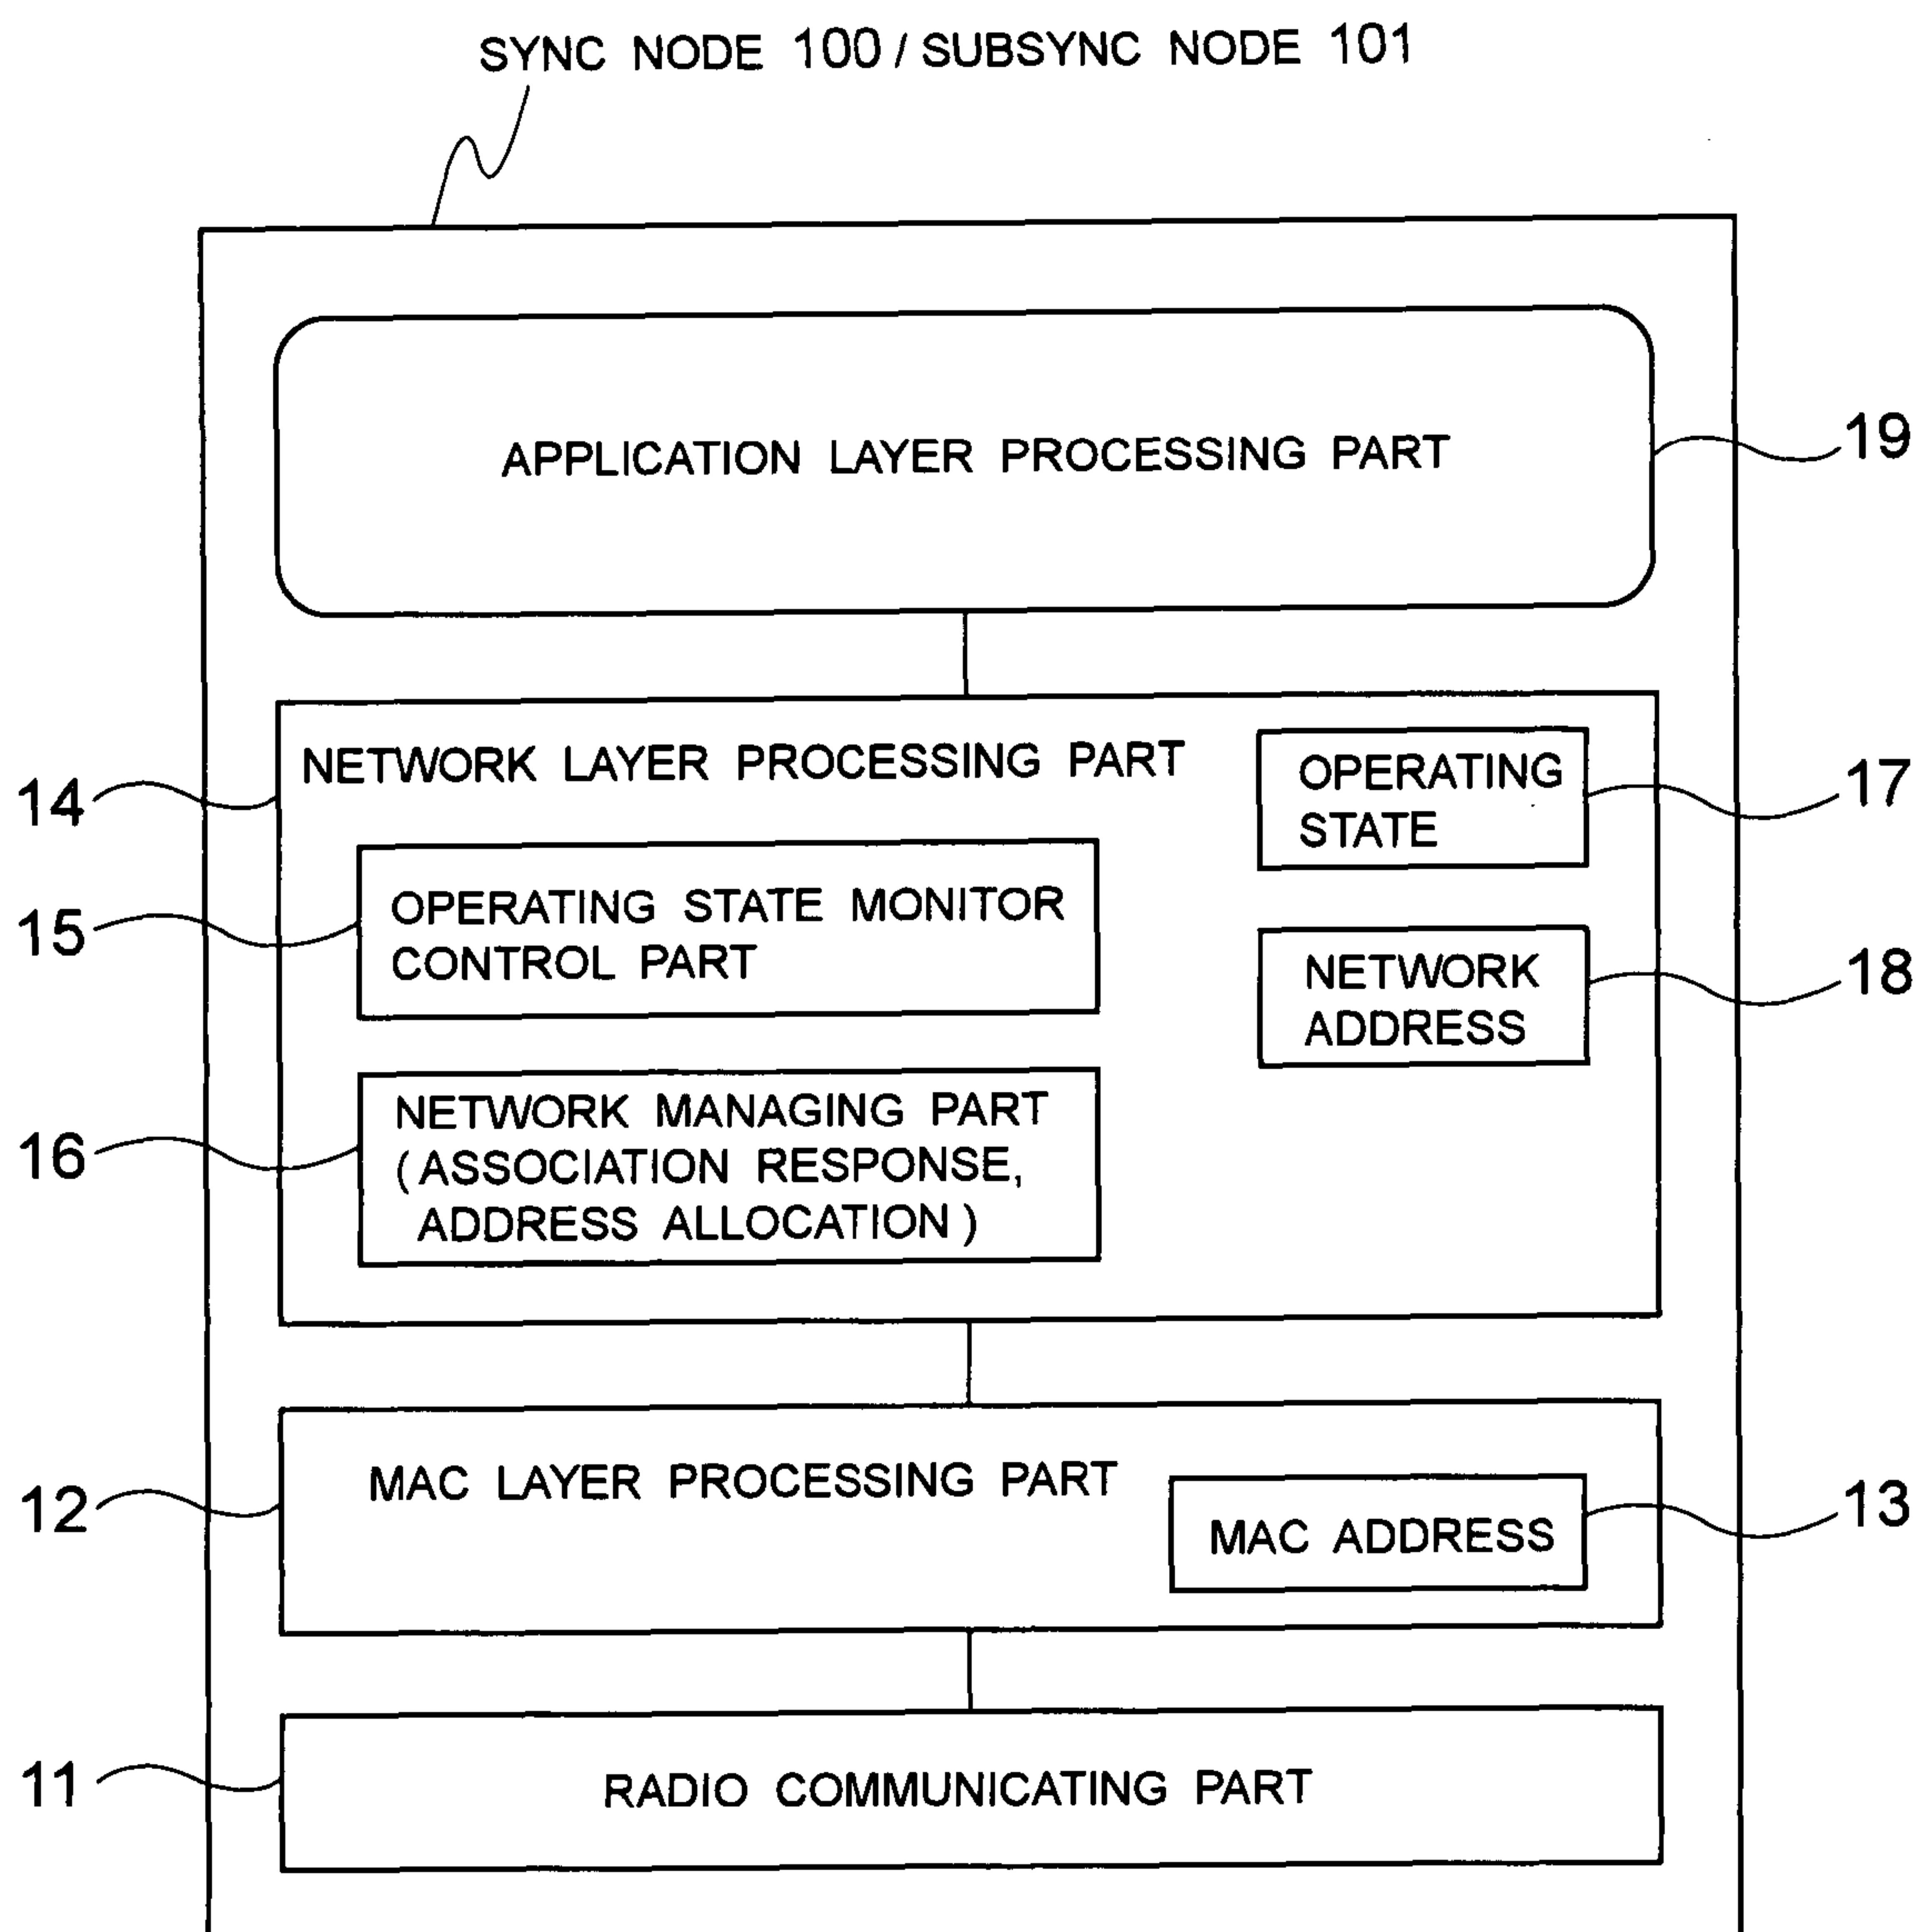 SYNC NODE 100 / SUBSYNC NODE 101
APPLICATION LAYER PROCESSING PART
19
NETWORK LAYER PROCESSING PART
14
OPERATING
STATE
17
OPERATING STATE MONITOR
CONTROL PART
15
NETWORK
ADDRESS
18
NETWORK MANAGING PART
(ASSOCIATION RESPONSE,
ADDRESS ALLOCATION)
16
MAC LAYER PROCESSING PART
12
MAC ADDRESS
13
RADIO COMMUNICATING PART
11